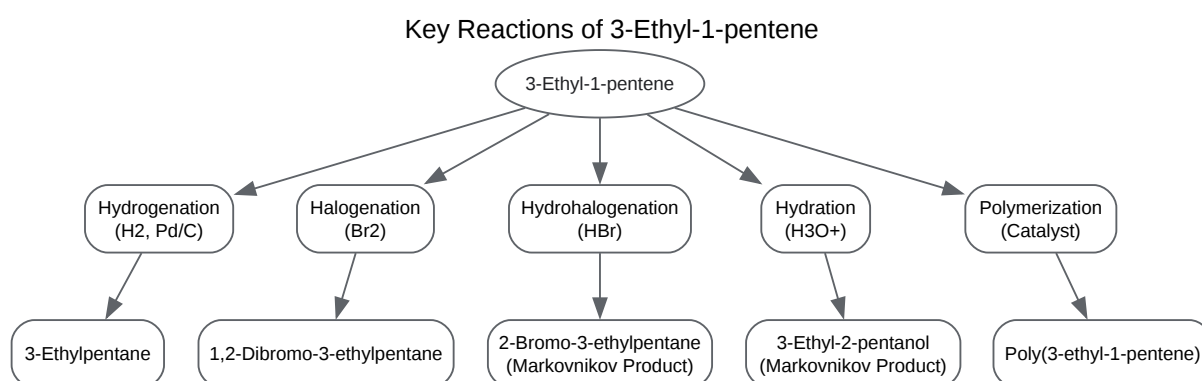 Key Reactions of 3-Ethyl-1-pentene
3-Ethyl-1-pentene
Hydrogenation
(H2, Pd/C)
Halogenation
(Br2)
Hydrohalogenation
(HBr)
Hydration
(H3O+)
Polymerization
(Catalyst)
3-Ethylpentane
1,2-Dibromo-3-ethylpentane
2-Bromo-3-ethylpentane
(Markovnikov Product)
3-Ethyl-2-pentanol
(Markovnikov Product)
Poly(3-ethyl-1-pentene)